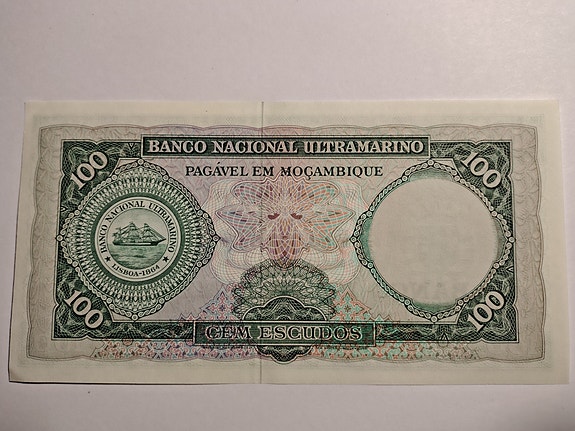 BANCO NACIONAL ULTRAMARINO
PAGÁVEL EM MOÇAMBIQUE
100
100
BANCO NACIONAL ULTRAMARINO
LISBOA-1864
100
100
CEM ESCUDOS